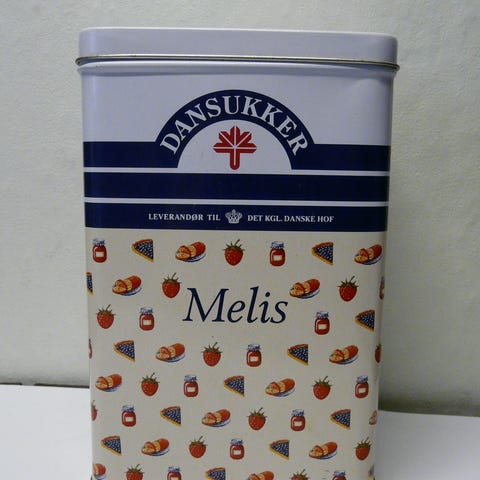 DANSUKKER
LEVERANDØR TIL DET KGL. DANSKE HOF
Melis